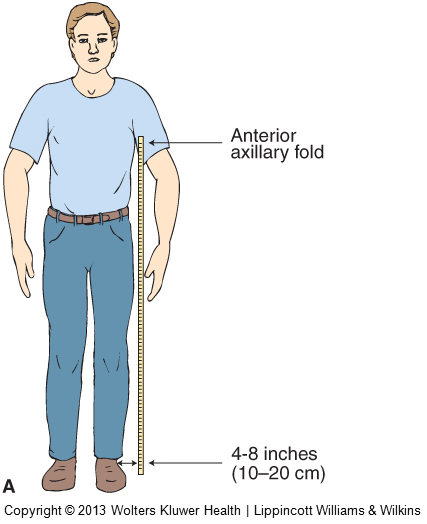 Anterior
axillary fold
4-8 inches
(10–20 cm)
A
Copyright © 2013 Wolters Kluwer Health | Lippincott Williams & Wilkins